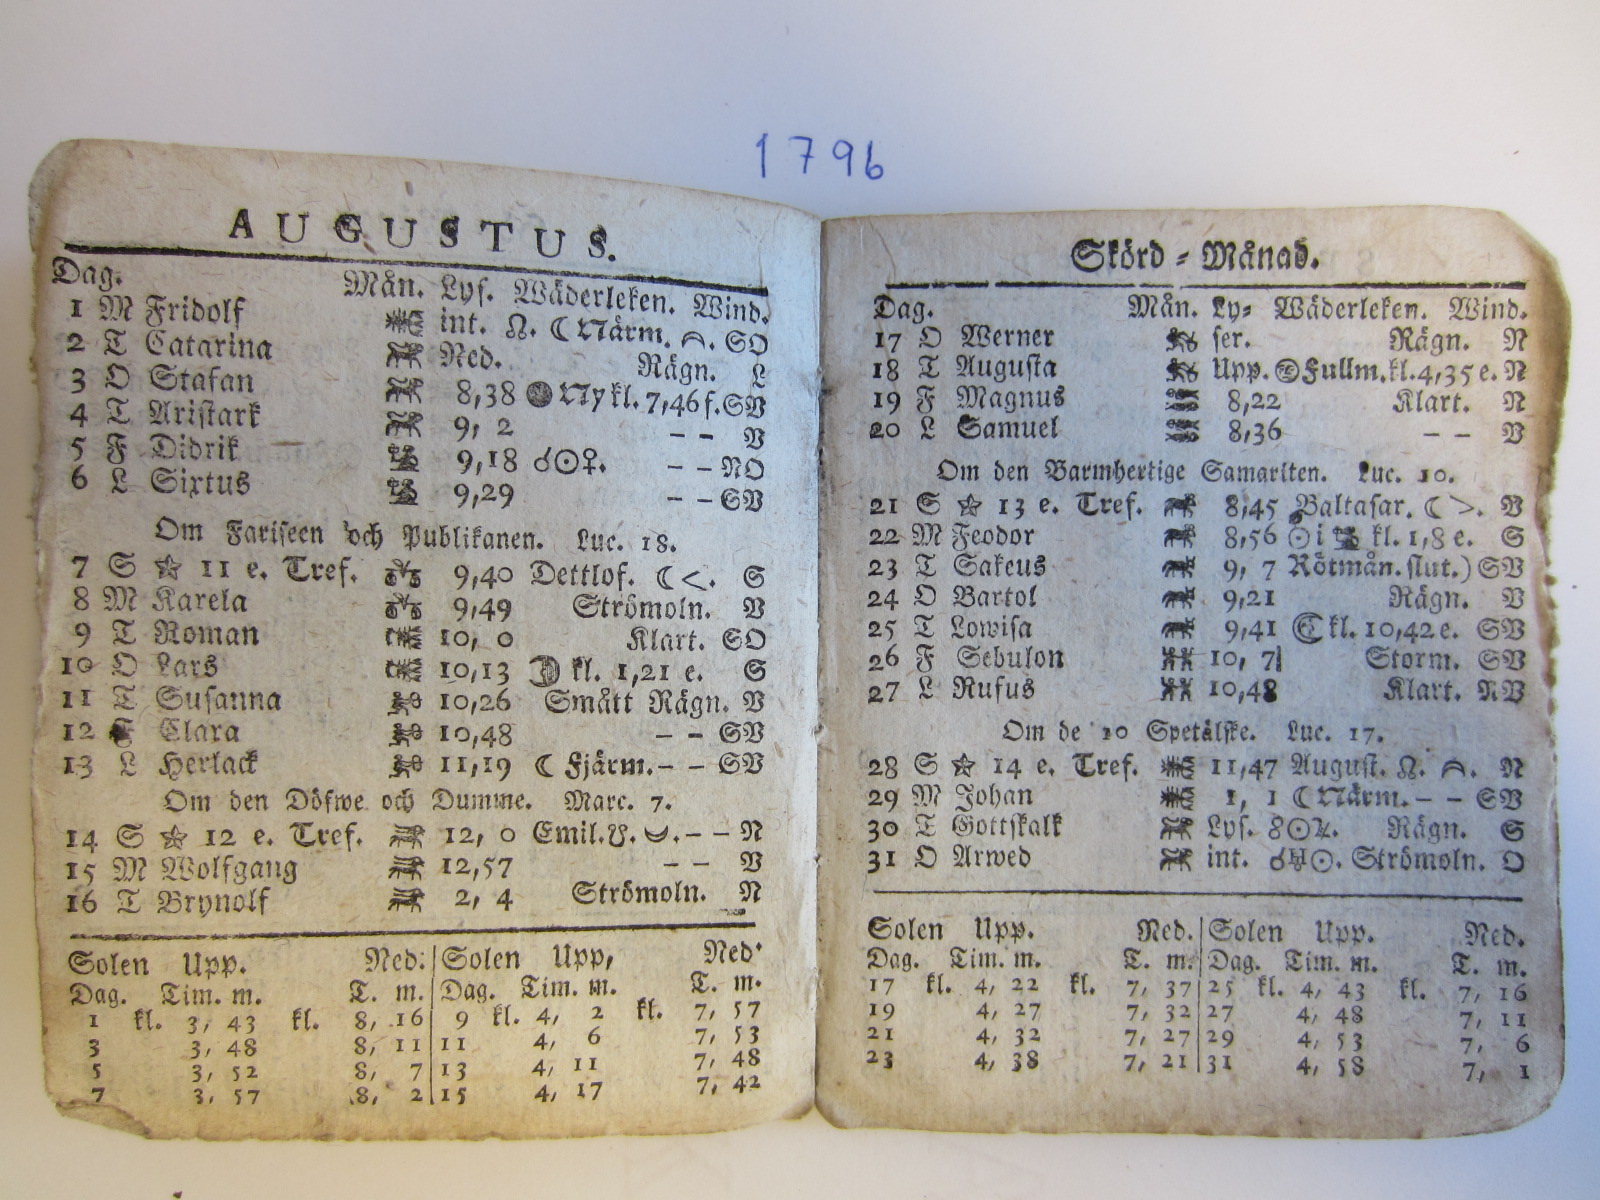 1796
AUGUSTUS.
Dag. Mån. Lys. Wäderleken. Wind.
1 M Fridolf int. ☊. ☾ Närm. ⌢. SO
2 T Catarina Ned. Rägn. L
3 O Stafan 8,38 ● Ny kl. 7,46 f. SV
4 T Aristark 9, 2 – – V
5 F Didrik 9,18 ☌☉♀. – – NO
6 L Sixtus 9,29 – – SV
Om Fariseen och Publikanen. Luc. 18.
7 S ☆ 11 e. Tref. 9,40 Dettlof. ☾<. S
8 M Karela 9,49 Strömoln. V
9 T Roman 10, 0 Klart. SO
10 O Lars 10,13 ☽ kl. 1,21 e. S
11 T Susanna 10,26 Smått Rägn. V
12 F Clara 10,48 – – SV
13 L Herlack 11,19 ☾ Fjärm. – – SV
Om den Döfwe och Dumme. Marc. 7.
14 S ☆ 12 e. Tref. 12, 0 Emil. ☋. ⌣. – – N
15 M Wolfgang 12,57 – – V
16 T Brynolf 2, 4 Strömoln. N
Solen Upp. Ned. Solen Upp, Ned.
Dag. Tim. m. T. m. Dag. Tim. m. T. m.
1 kl. 3, 43 kl. 8, 16 9 kl. 4, 2 kl. 7, 57
3 3, 48 8, 11 11 4, 6 7, 53
5 3, 52 8, 7 13 4, 11 7, 48
7 3, 57 8, 2 15 4, 17 7, 42
Skörd-Månad.
Dag. Mån. Ly- Wäderleken. Wind.
17 O Werner ser. Rägn. N
18 T Augusta Upp. Fullm. kl. 4,35 e. N
19 F Magnus 8,22 Klart. N
20 L Samuel 8,36 – – V
Om den Barmhertige Samariten. Luc. 10.
21 S ☆ 13 e. Tref. 8,45 Baltasar. ☾ >. V
22 M Feodor 8,56 ☉ i kl. 1,8 e. S
23 T Sakeus 9, 7 Rötmån. slut.) SV
24 O Bartol 9,21 Rägn. V
25 T Lowisa 9,41 ☾ kl. 10,42 e. SV
26 F Sebulon 10, 7 Storm. SV
27 L Rufus 10,48 Klart. NV
Om de 10 Spetälske. Luc. 17.
28 S ☆ 14 e. Tref. 11,47 August. ☊. ⌢. N
29 M Johan 1, 1 ☾ Närm. – – SV
30 T Gottskalk Lys. ☍☉♃. Rägn. S
31 O Arwed int. ☌♅☉. Strömoln. O
Solen Upp. Ned. Solen Upp. Ned.
Dag. Tim. m. T. m. Dag. Tim. m. T. m.
17 kl. 4, 22 kl. 7, 37 25 kl. 4, 43 kl. 7, 16
19 4, 27 7, 32 27 4, 48 7, 11
21 4, 32 7, 27 29 4, 53 7, 6
23 4, 38 7, 21 31 4, 58 7, 1